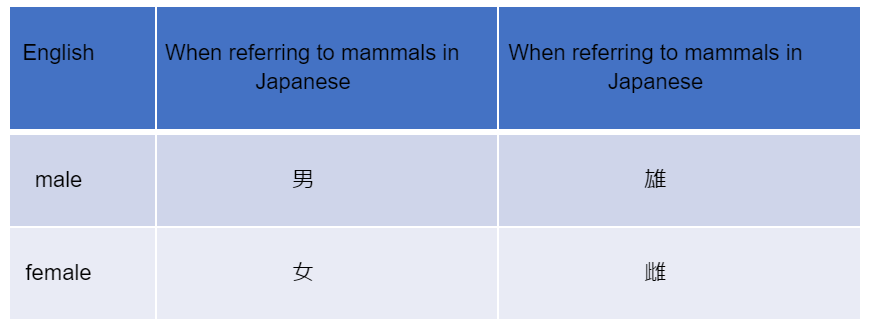 English
When referring to mammals in
Japanese
When referring to mammals in
Japanese
male
男
雄
female
女
雌